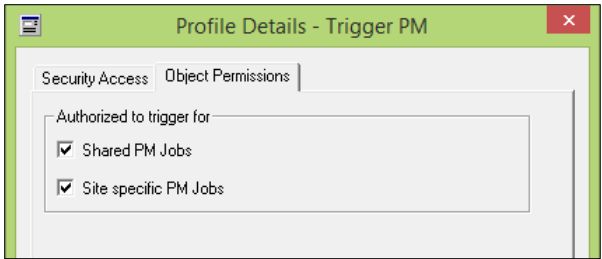 Profile Details - Trigger PM
Security Access Object Permissions
Authorized to trigger for
Shared PM Jobs
Site specific PM Jobs